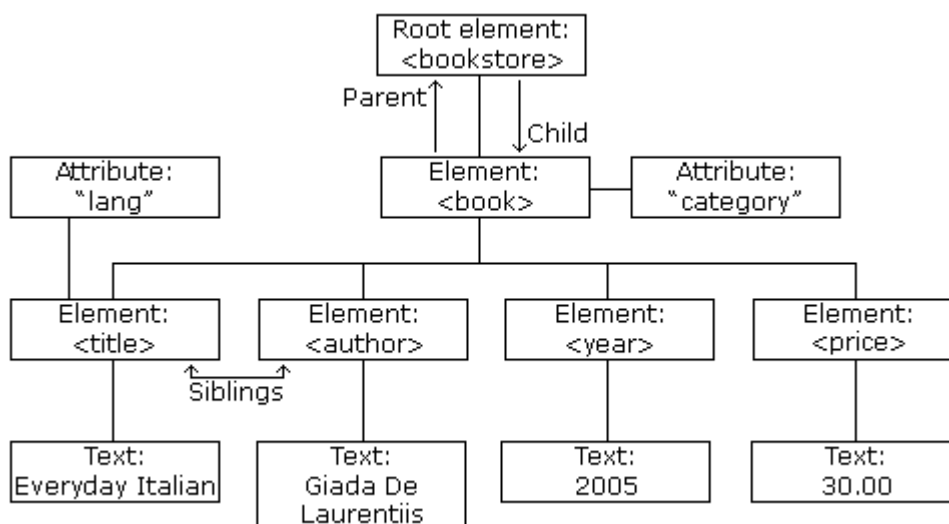 Root element:
<bookstore>
Parent
Child
Attribute:
“lang”
Element:
<book>
Attribute:
“category”
Element:
<title>
Element:
<author>
Element:
<year>
Element:
<price>
Siblings
Text:
Everyday Italian
Text:
Giada De
Laurentiis
Text:
2005
Text:
30.00